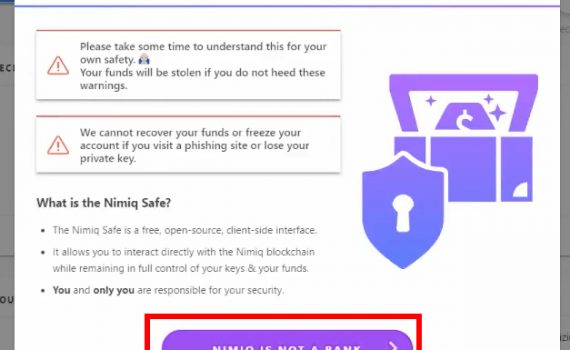 Please take some time to understand this for your
own safety. 🙈
Your funds will be stolen if you do not heed these
warnings.
We cannot recover your funds or freeze your
account if you visit a phishing site or lose your
private key.
What is the Nimiq Safe?
• The Nimiq Safe is a free, open-source, client-side interface.
• It allows you to interact directly with the Nimiq blockchain
while remaining in full control of your keys & your funds.
• You and only you are responsible for your security.
NIMIQ IS NOT A BANK